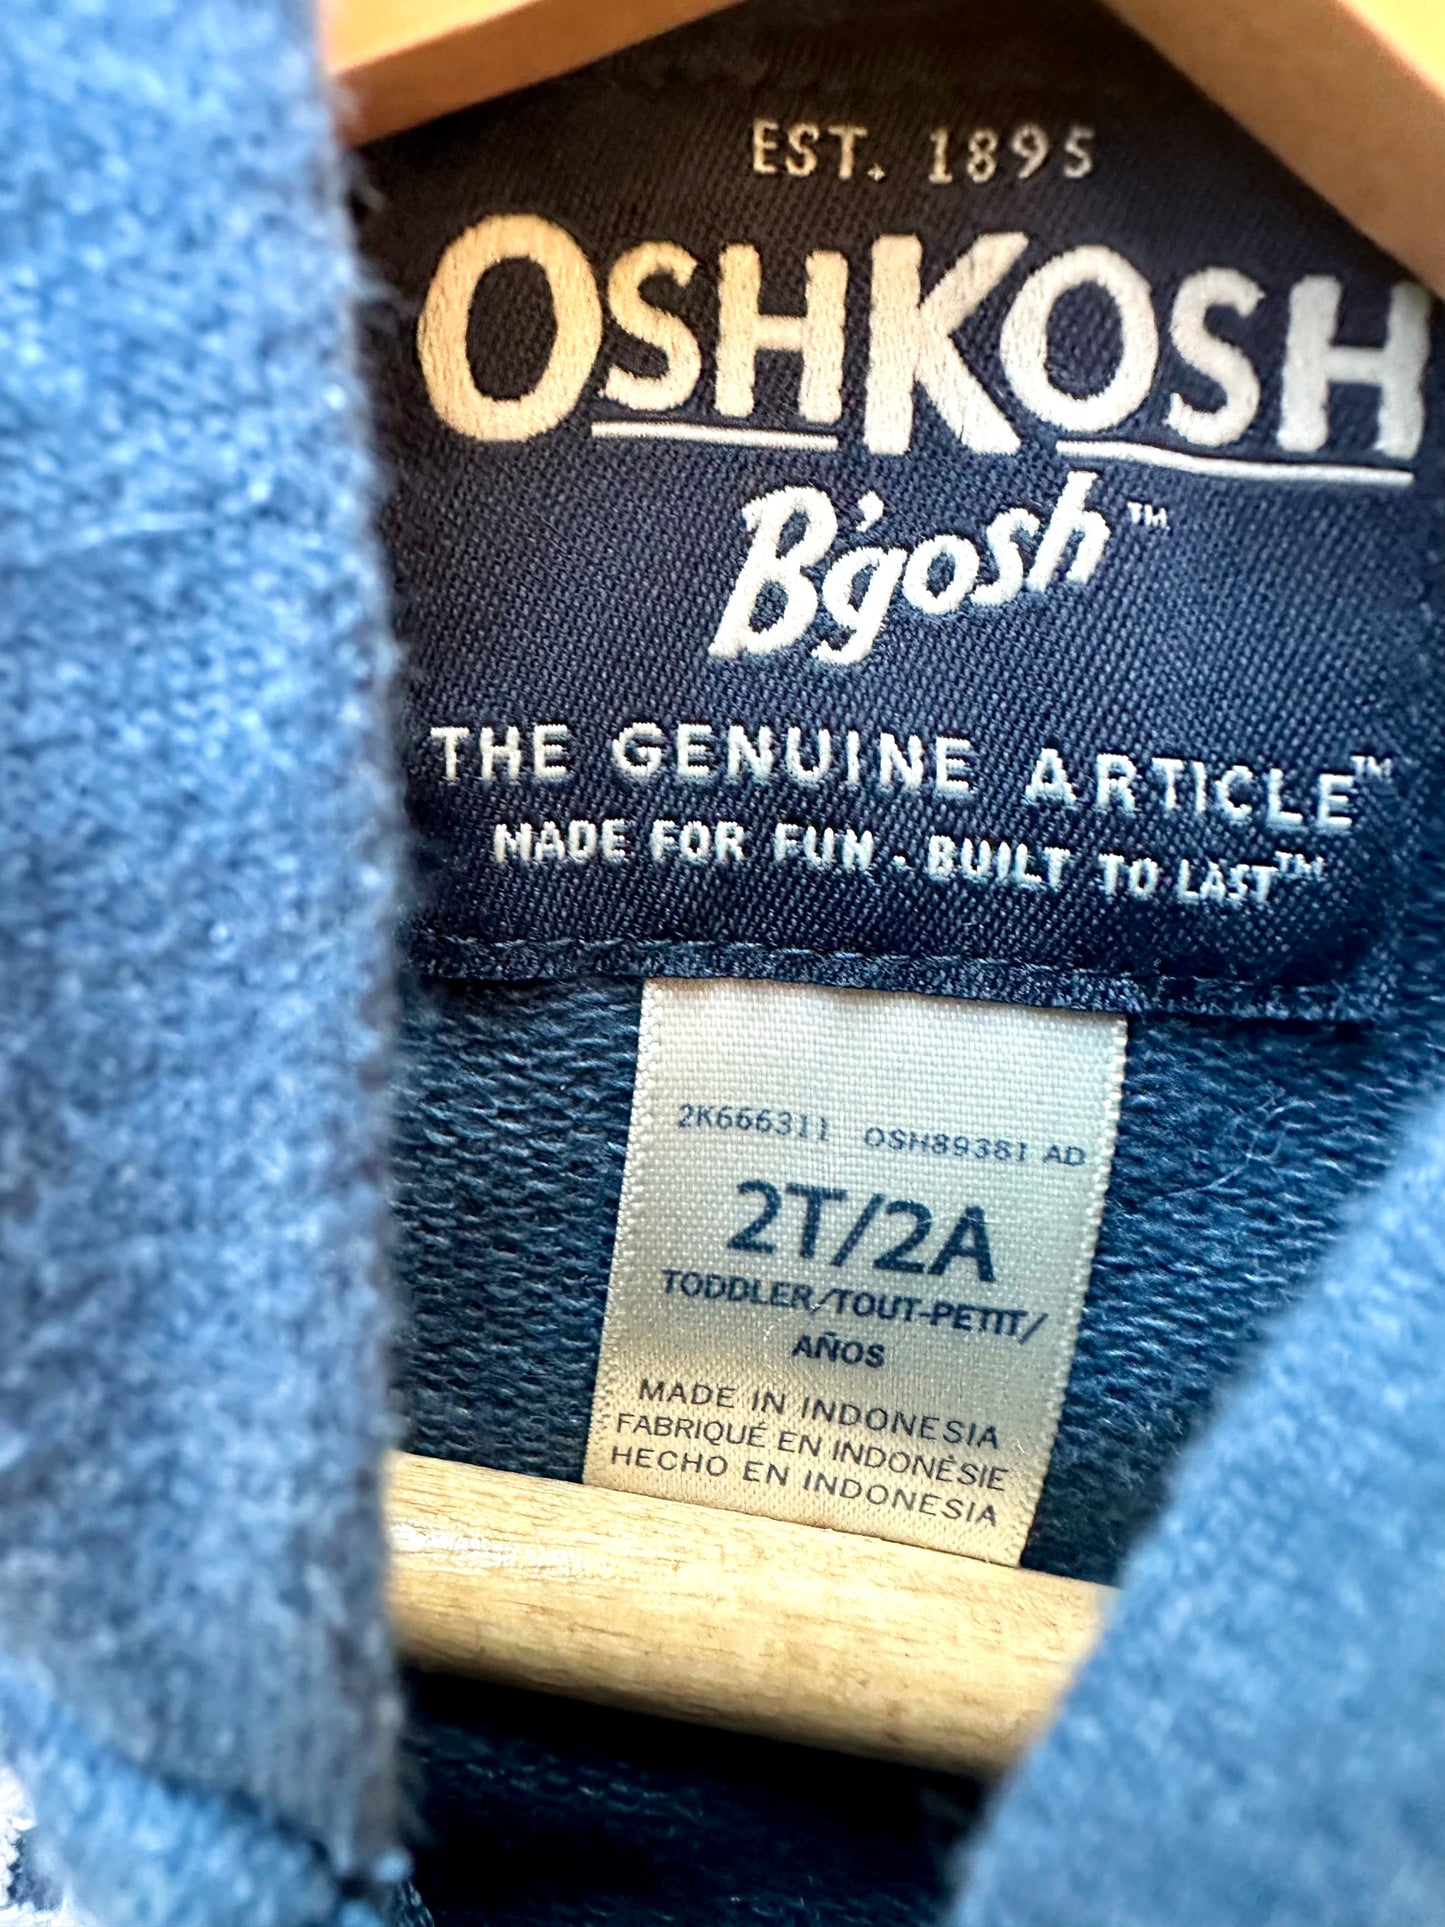 EST. 1895
OSHKOSH
B'gosh™
THE GENUINE ARTICLE™
MADE FOR FUN. BUILT TO LAST™
2K666311 OSH89381 AD
2T/2A
TODDLER/TOUT-PETIT/
AÑOS
MADE IN INDONESIA
FABRIQUÉ EN INDONÉSIE
HECHO EN INDONESIA